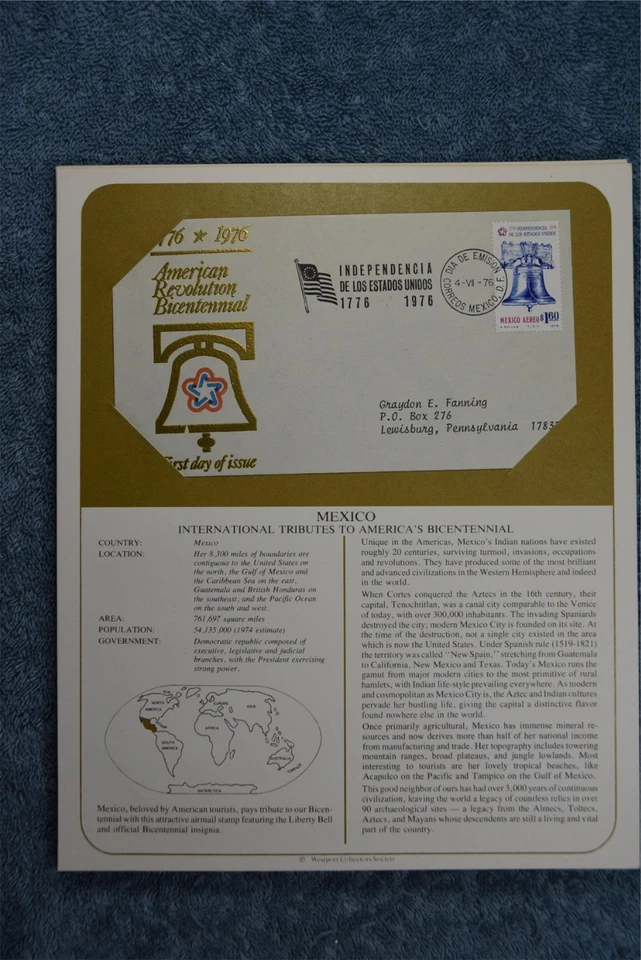 776 ★ 1976
American
Revolution
Bicentennial
First day of issue
INDEPENDENCIA
DE LOS ESTADOS UNIDOS
1776 1976
DIA DE EMISION
4-VII-76
CORREOS MEXICO, D.F.
INDEPENDENCIA
DE LOS ESTADOS UNIDOS
MEXICO AEREO $1.60
Graydon E. Fanning
P.O. Box 276
Lewisburg, Pennsylvania 1783
MEXICO
INTERNATIONAL TRIBUTES TO AMERICA'S BICENTENNIAL
COUNTRY: Mexico
LOCATION: Her 8,300 miles of boundaries are
contiguous to the United States on
the north, the Gulf of Mexico and
the Caribbean Sea on the east,
Guatemala and British Honduras on
the southeast, and the Pacific Ocean
on the south and west.
AREA: 761,697 square miles
POPULATION: 54,135,000 (1974 estimate)
GOVERNMENT: Democratic republic composed of
executive, legislative and judicial
branches, with the President exercising
strong power.
NORTH
AMERICA
EUROPE
ASIA
AFRICA
SOUTH
AMERICA
AUSTRALIA
ANTARCTICA
Mexico, beloved by American tourists, pays tribute to our Bicen-
tennial with this attractive airmail stamp featuring the Liberty Bell
and official Bicentennial insignia.
Unique in the Americas, Mexico's Indian nations have existed
roughly 20 centuries, surviving turmoil, invasions, occupations
and revolutions. They have produced some of the most brilliant
and advanced civilizations in the Western Hemisphere and indeed
in the world.
When Cortes conquered the Aztecs in the 16th century, their
capital, Tenochtitlan, was a canal city comparable to the Venice
of today, with over 300,000 inhabitants. The invading Spaniards
destroyed the city; modern Mexico City is founded on its site. At
the time of the destruction, not a single city existed in the area
which is now the United States. Under Spanish rule (1519-1821)
the territory was called "New Spain," stretching from Guatemala
to California, New Mexico and Texas. Today's Mexico runs the
gamut from major modern cities to the most primitive of rural
hamlets, with Indian life-style prevailing everywhere. As modern
and cosmopolitan as Mexico City is, the Aztec and Indian cultures
pervade her bustling life, giving the capital a distinctive flavor
found nowhere else in the world.
Once primarily agricultural, Mexico has immense mineral re-
sources and now derives more than half of her national income
from manufacturing and trade. Her topography includes towering
mountain ranges, broad plateaus, and jungle lowlands. Most
interesting to tourists are her lovely tropical beaches, like
Acapulco on the Pacific and Tampico on the Gulf of Mexico.
This good neighbor of ours has had over 3,000 years of continuous
civilization, leaving the world a legacy of countless relics in over
90 archaeological sites — a legacy from the Almecs, Toltecs,
Aztecs, and Mayans whose descendents are still a living and vital
part of the country.
© Westport Collectors Society